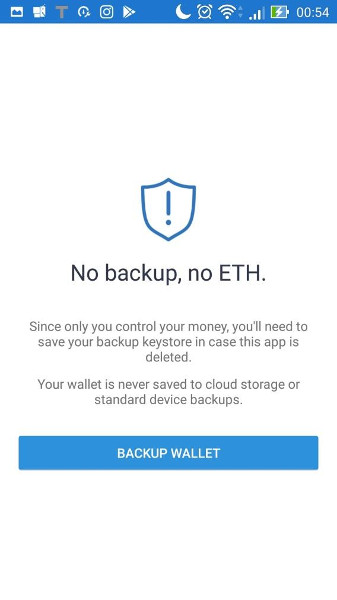 00:54
No backup, no ETH.
Since only you control your money, you'll need to
save your backup keystore in case this app is
deleted.
Your wallet is never saved to cloud storage or
standard device backups.
BACKUP WALLET